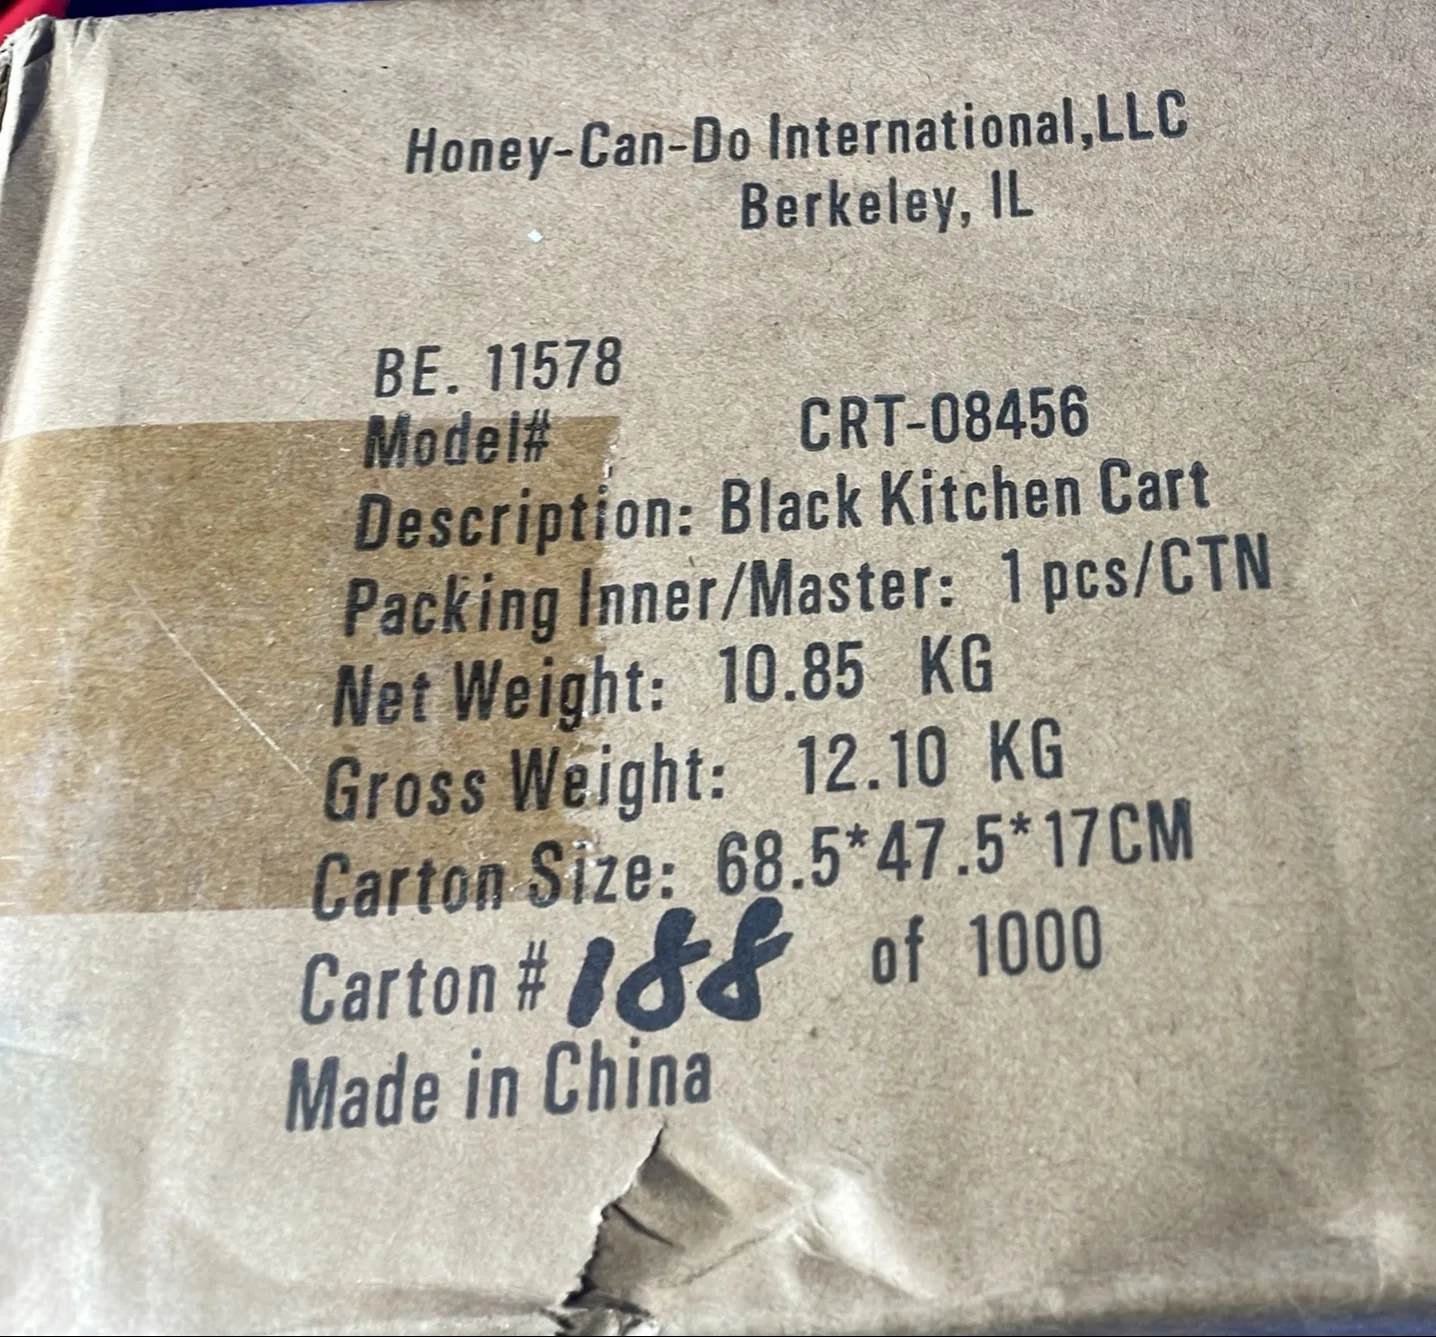 Honey-Can-Do International,LLC
Berkeley, IL
BE. 11578
Model# CRT-08456
Description: Black Kitchen Cart
Packing Inner/Master: 1 pcs/CTN
Net Weight: 10.85 KG
Gross Weight: 12.10 KG
Carton Size: 68.5*47.5*17CM
Carton # 188 of 1000
Made in China